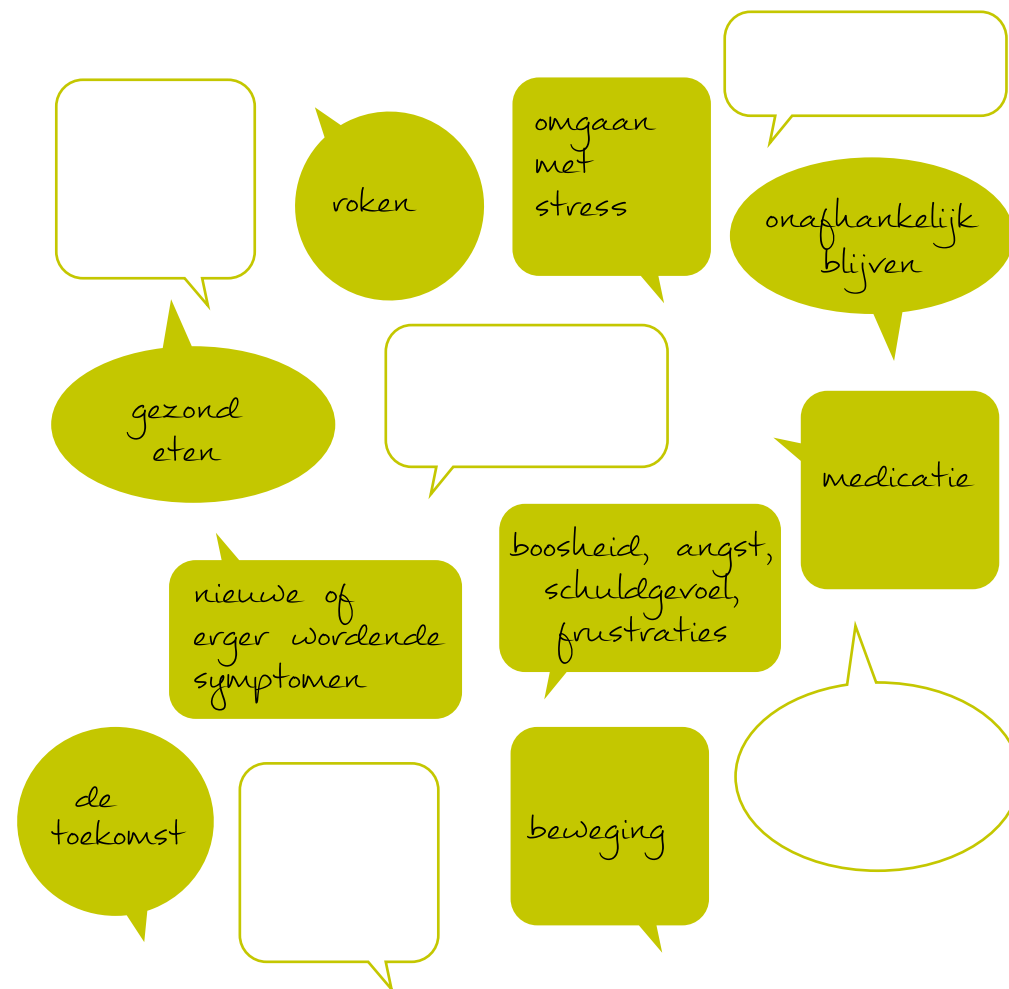 roken
omgaan
met
stress
onafhankelijk
blijven
gezond
eten
medicatie
boosheid, angst,
schuldgevoel,
frustraties
nieuwe of
erger wordende
symptomen
de
toekomst
beweging